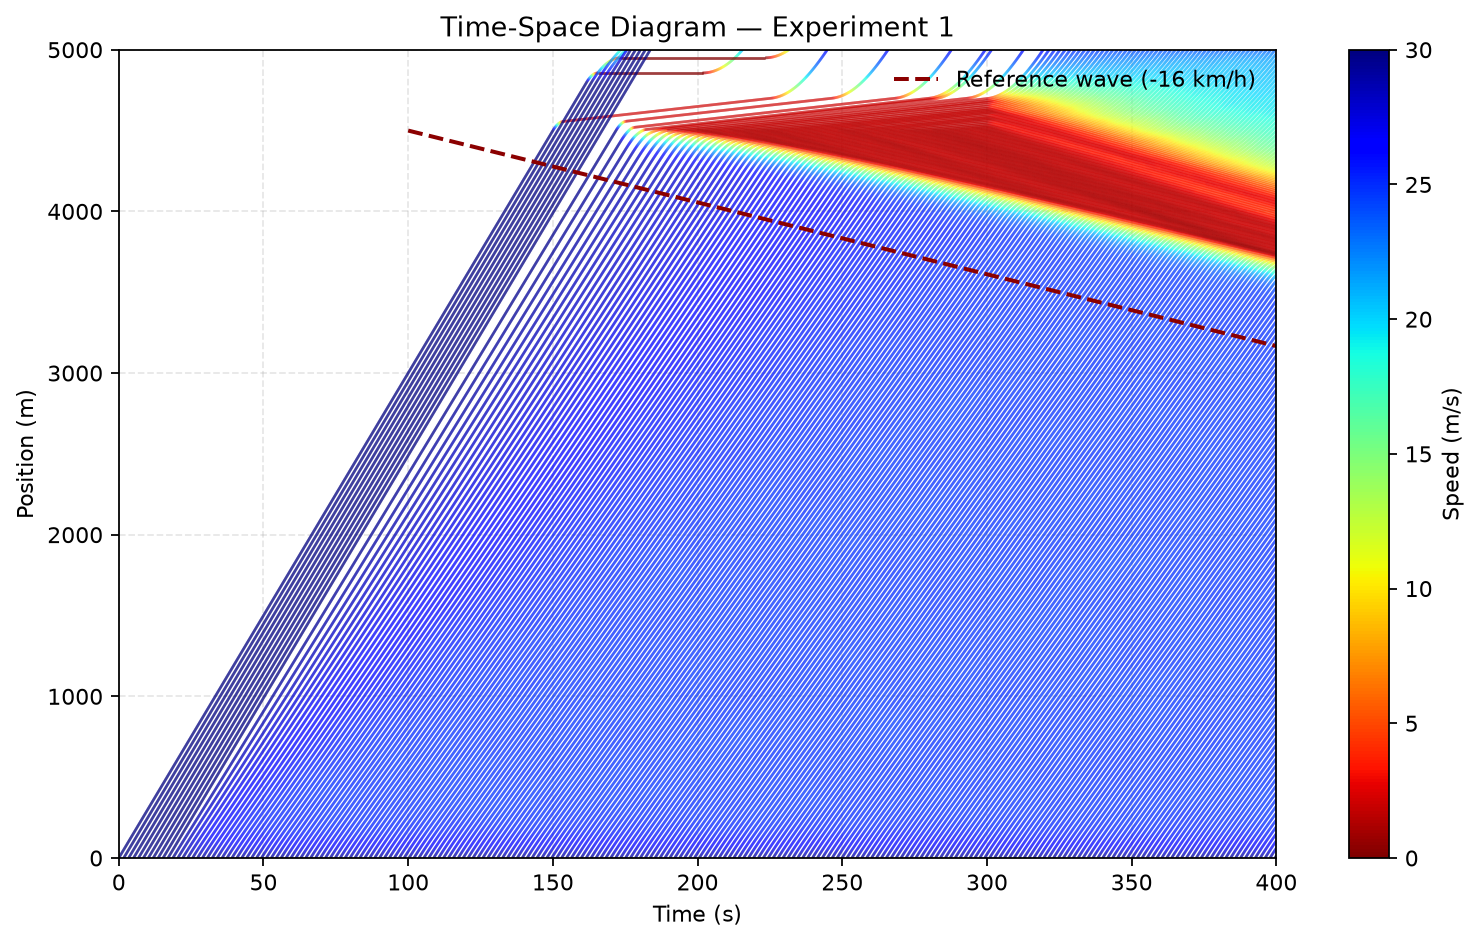 Time-Space Diagram — Experiment 1
Reference wave (-16 km/h)
5000
4000
3000
2000
1000
0
Position (m)
0 50 100 150 200 250 300 350 400
Time (s)
30
25
20
15
10
5
0
Speed (m/s)